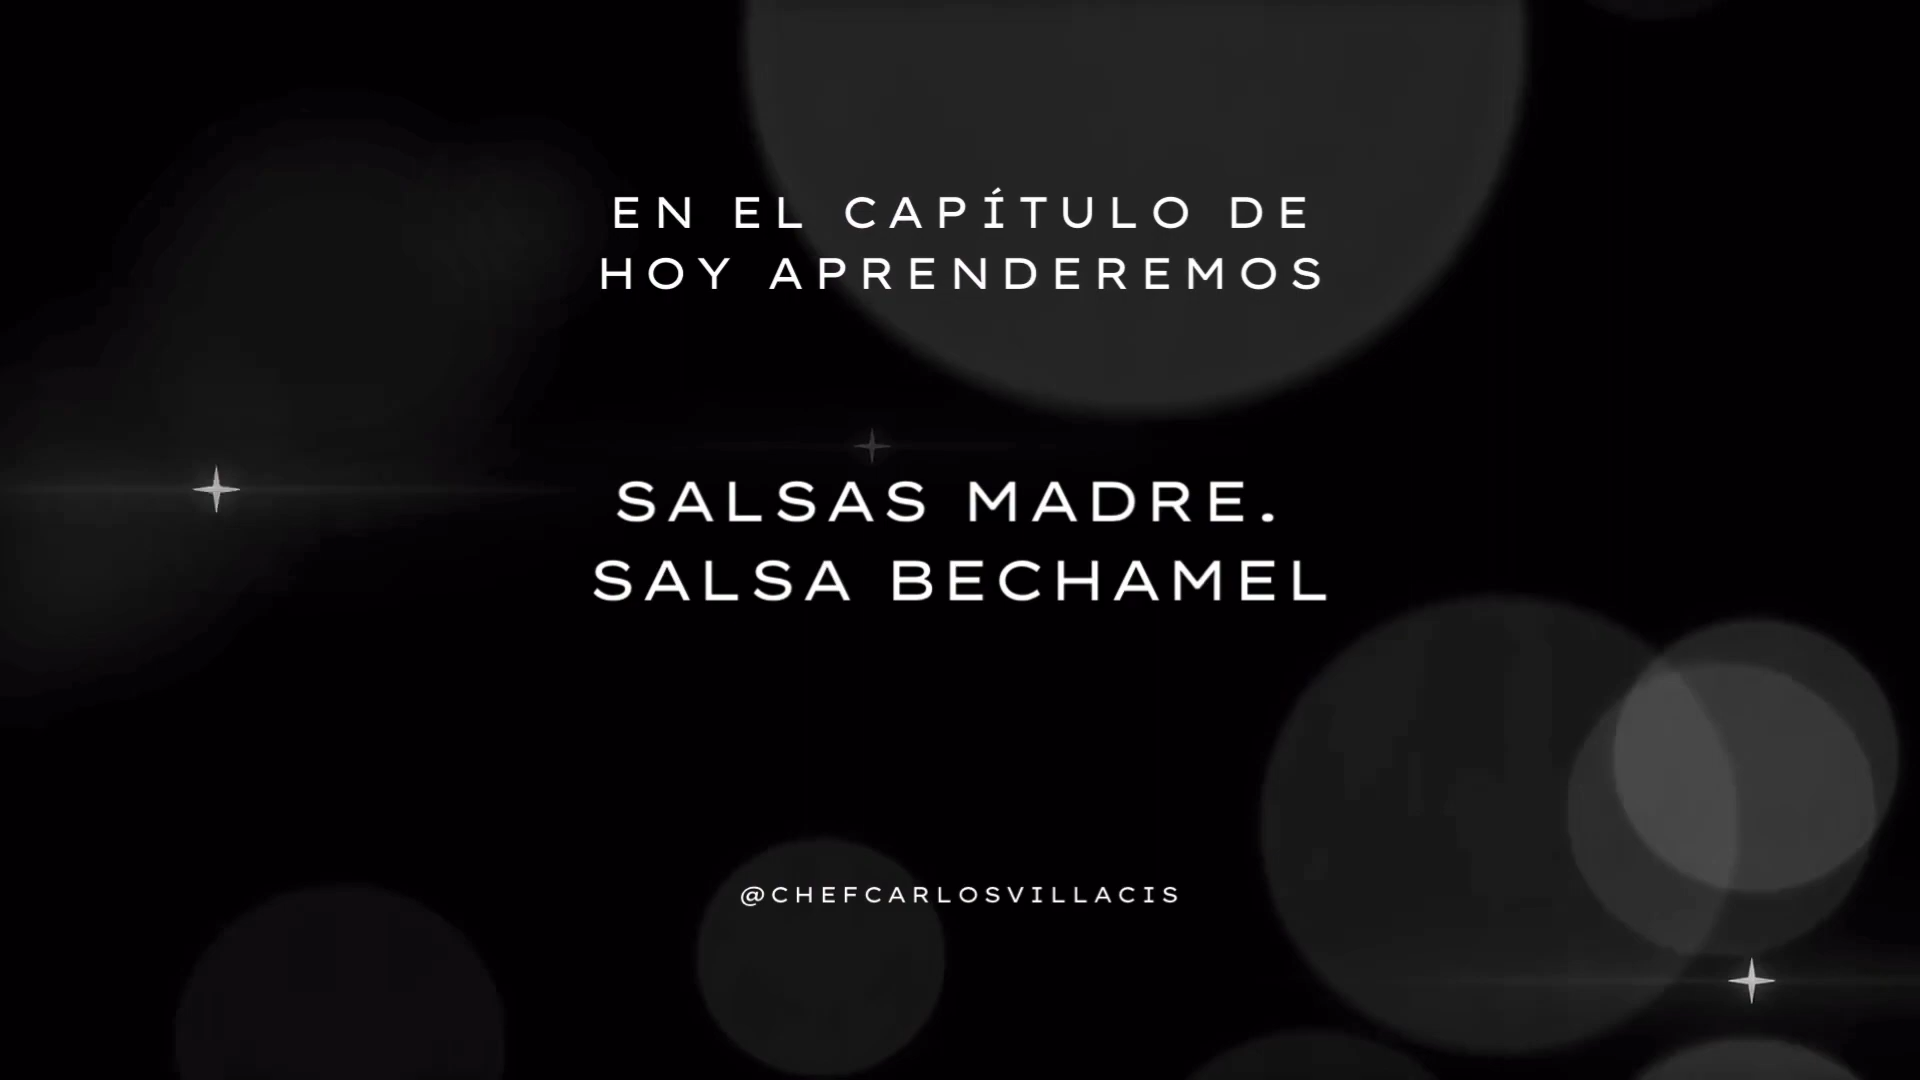 EN EL CAPÍTULO DE
HOY APRENDEREMOS
SALSAS MADRE.
SALSA BECHAMEL
@CHEFCARLOSVILLACIS